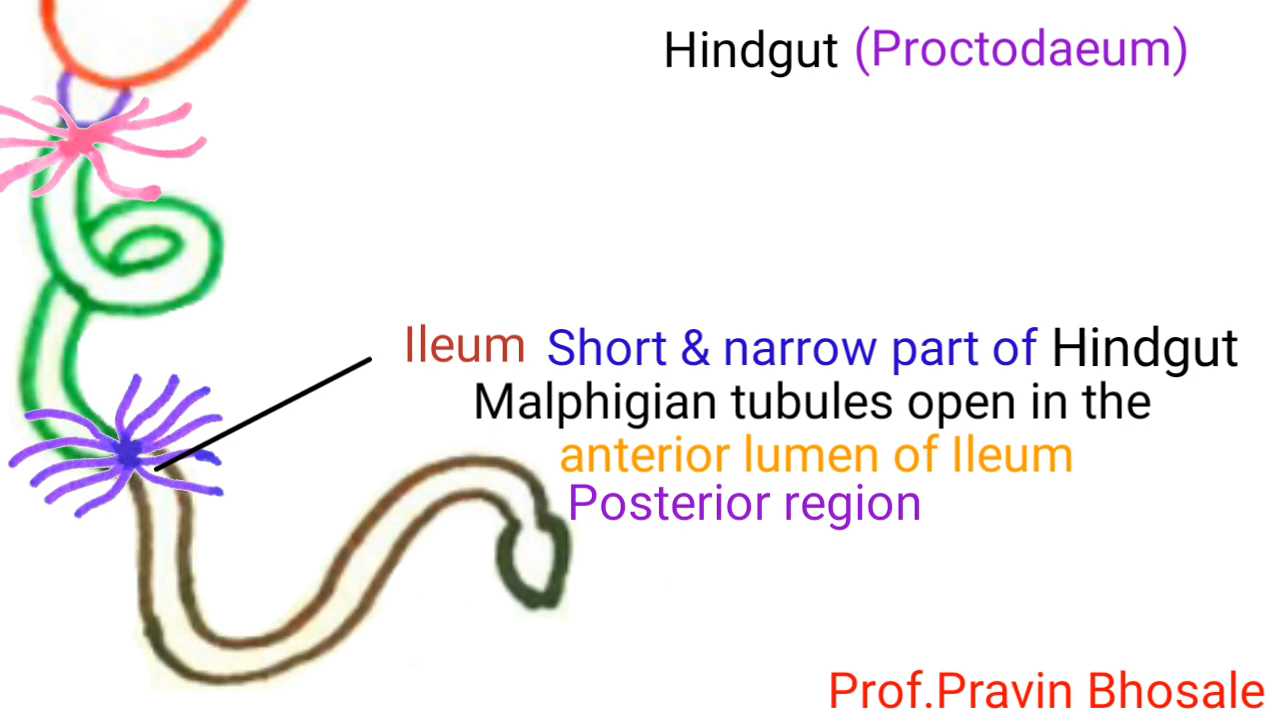 Hindgut (Proctodaeum)
Ileum Short & narrow part of Hindgut
Malphigian tubules open in the
anterior lumen of Ileum
Posterior region
Prof.Pravin Bhosale